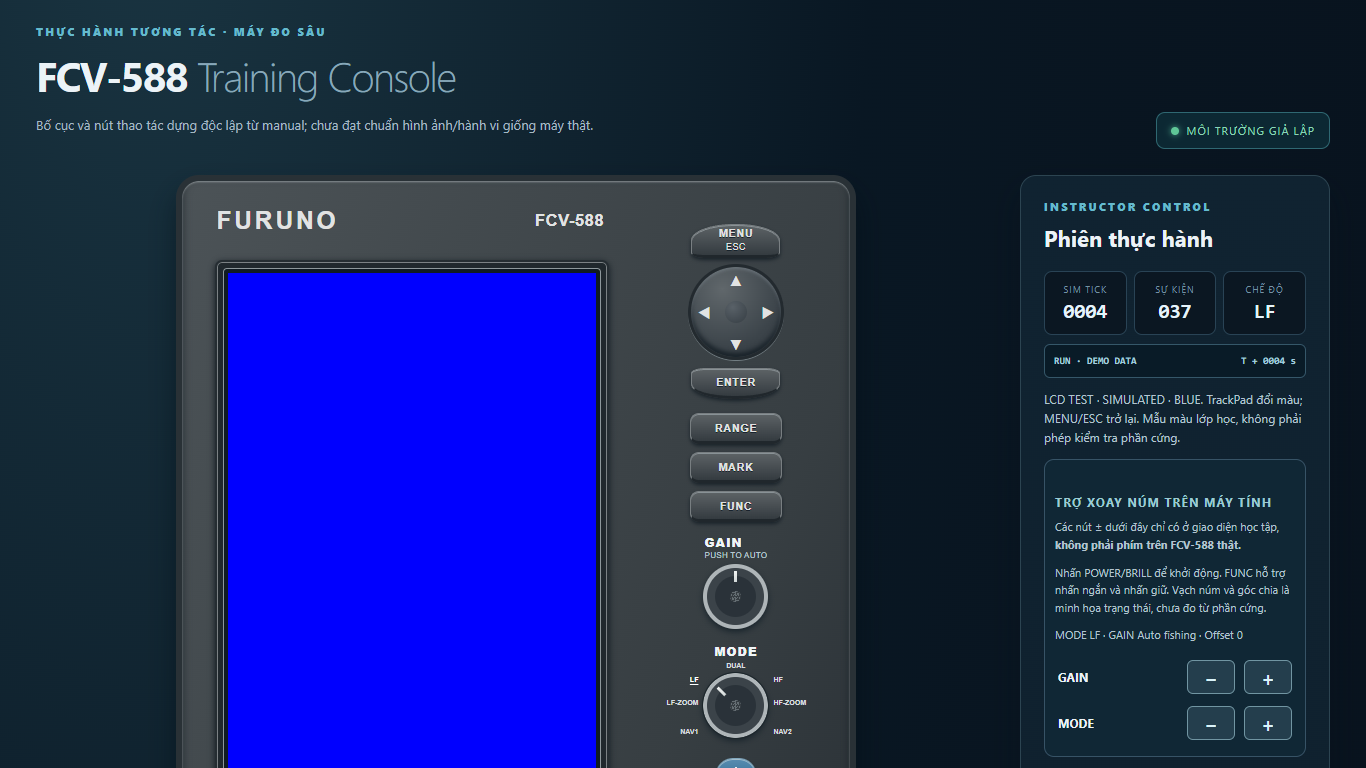 THỰC HÀNH TƯƠNG TÁC · MÁY ĐO SÂU
FCV-588 Training Console
Bố cục và nút thao tác dựng độc lập từ manual; chưa đạt chuẩn hình ảnh/hành vi giống máy thật.
MÔI TRƯỜNG GIẢ LẬP
FURUNO
FCV-588
MENU
ESC
ENTER
RANGE
MARK
FUNC
GAIN
PUSH TO AUTO
MODE
DUAL
LF
HF
LF-ZOOM
HF-ZOOM
NAV1
NAV2
INSTRUCTOR CONTROL
Phiên thực hành
SIM TICK
0004
SỰ KIỆN
037
CHẾ ĐỘ
LF
RUN · DEMO DATA
T + 0004 s
LCD TEST · SIMULATED · BLUE. TrackPad đổi màu;
MENU/ESC trở lại. Mẫu màu lớp học, không phải
phép kiểm tra phần cứng.
TRỢ XOAY NÚM TRÊN MÁY TÍNH
Các nút ± dưới đây chỉ có ở giao diện học tập,
không phải phím trên FCV-588 thật.
Nhấn POWER/BRILL để khởi động. FUNC hỗ trợ
nhấn ngắn và nhấn giữ. Vạch núm và góc chia là
minh họa trạng thái, chưa đo từ phần cứng.
MODE LF · GAIN Auto fishing · Offset 0
GAIN
− +
MODE
− +